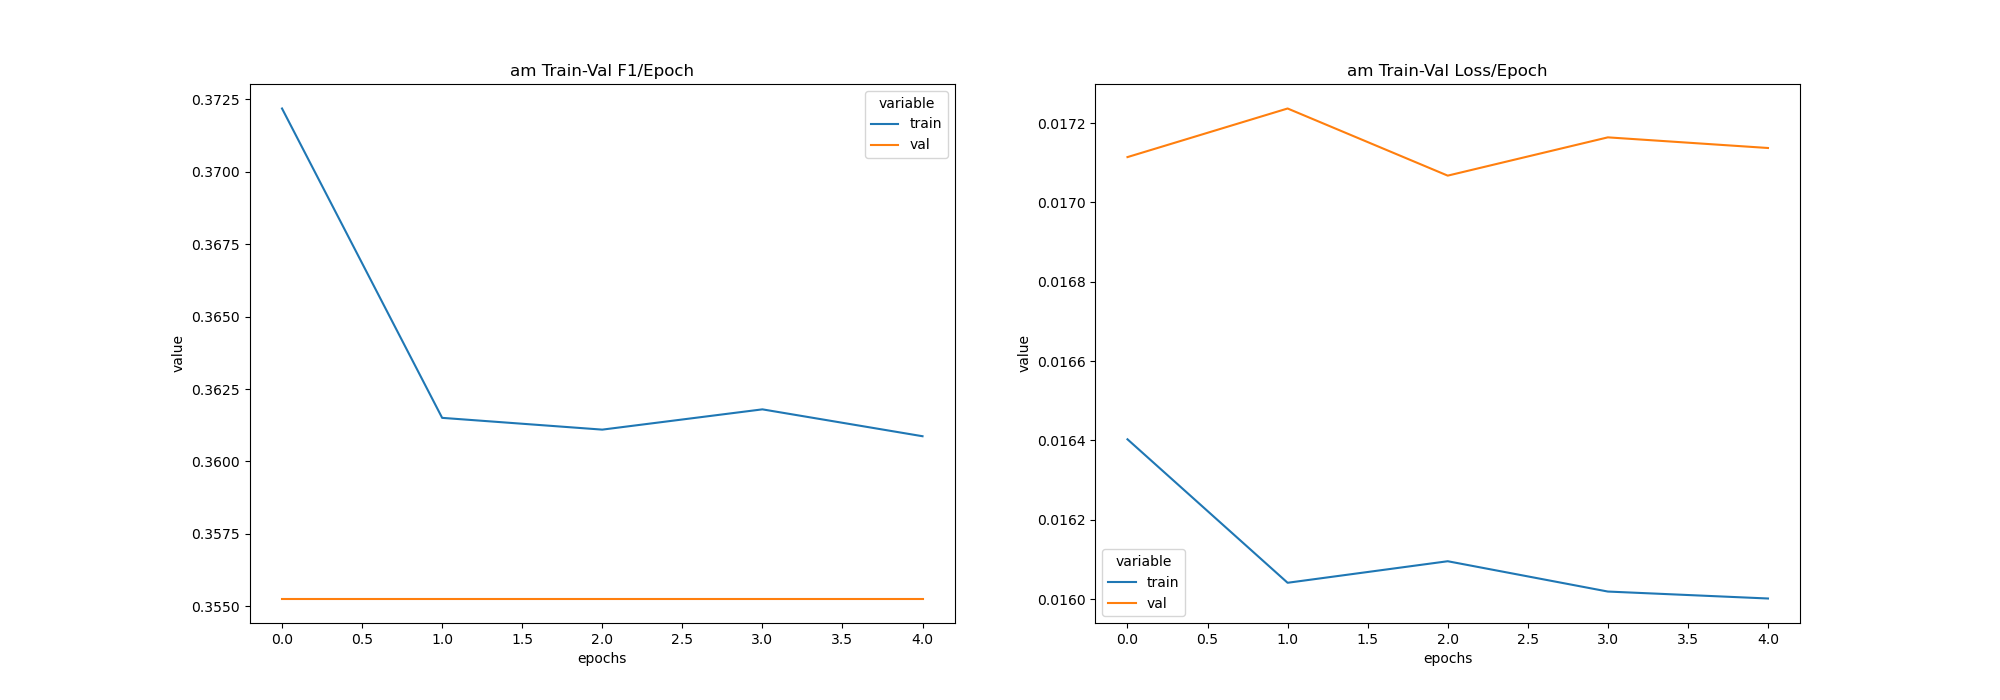 am Train-Val F1/Epoch
0.3725
0.3700
0.3675
0.3650
0.3625
0.3600
0.3575
0.3550
value
variable
train
val
0.0 0.5 1.0 1.5 2.0 2.5 3.0 3.5 4.0
epochs
am Train-Val Loss/Epoch
0.0172
0.0170
0.0168
0.0166
0.0164
0.0162
0.0160
value
variable
train
val
0.0 0.5 1.0 1.5 2.0 2.5 3.0 3.5 4.0
epochs